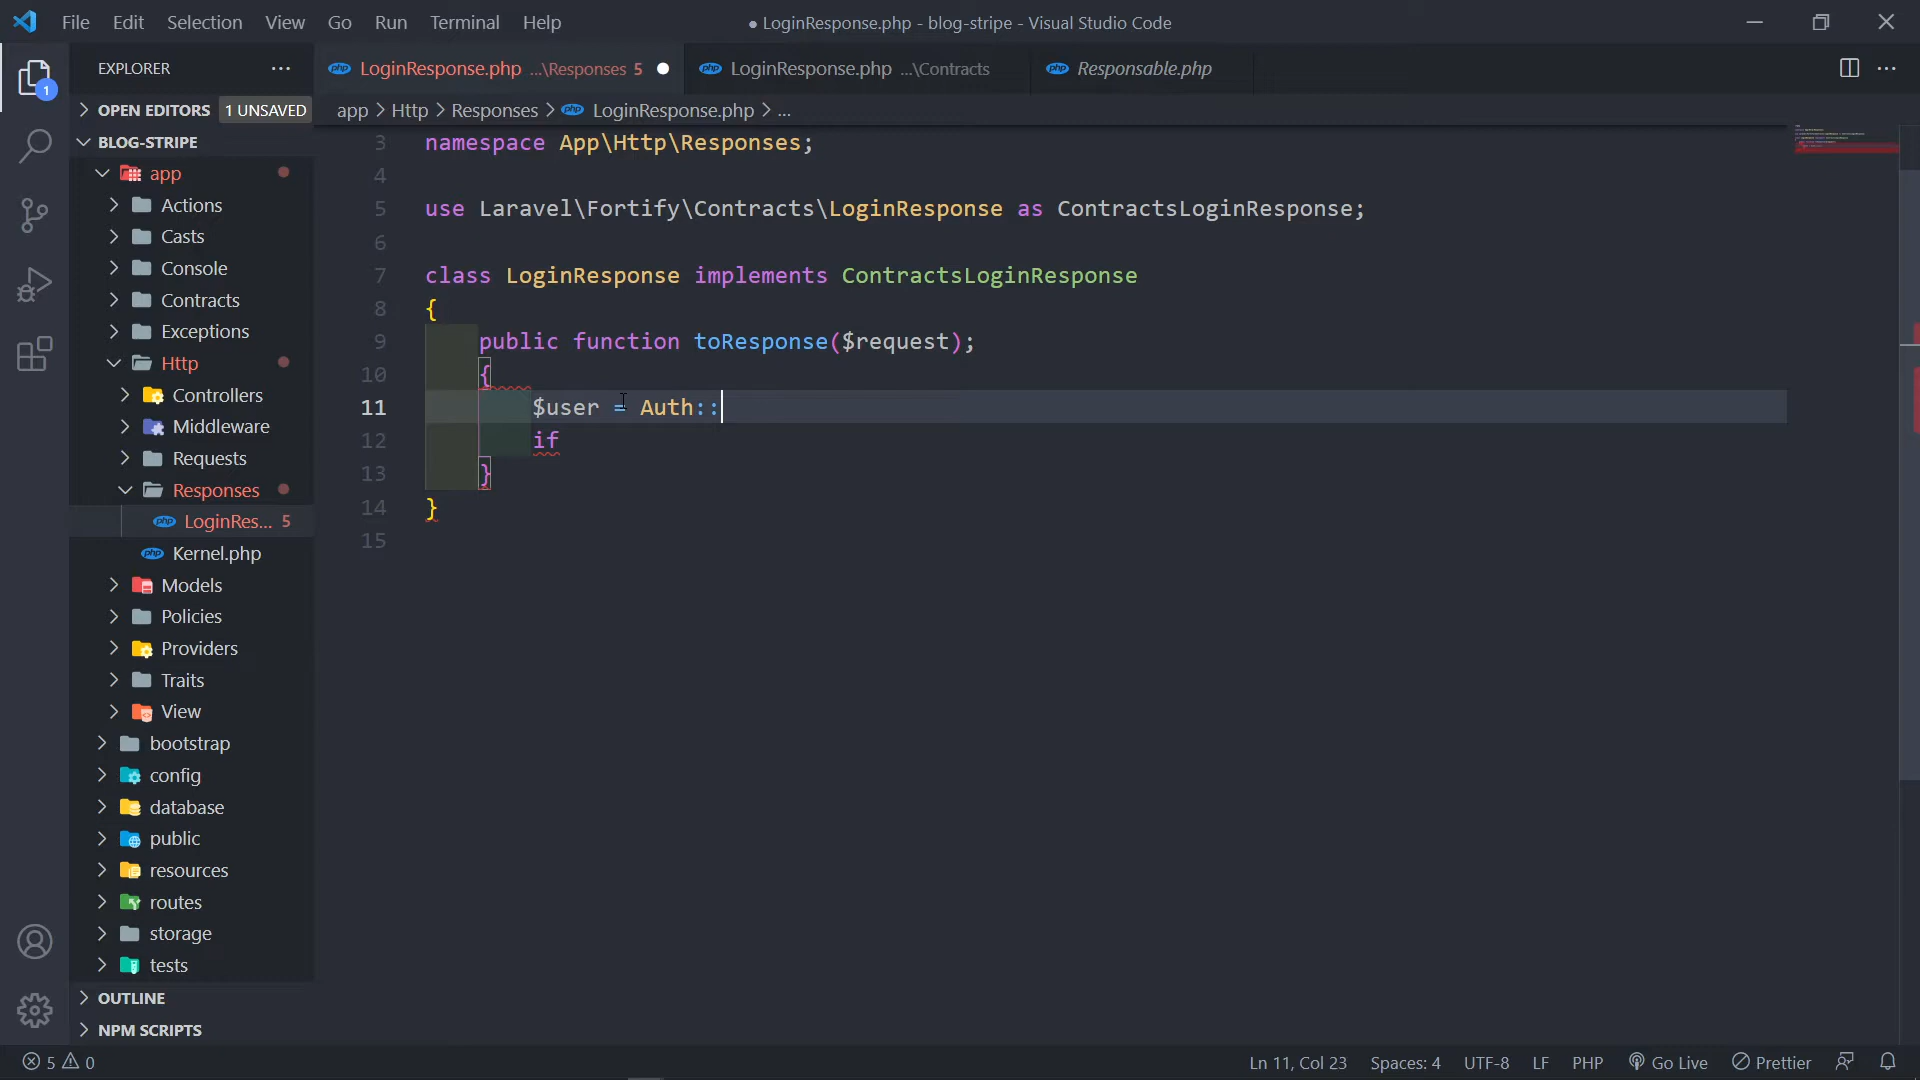 File Edit Selection View Go Run Terminal Help
● LoginResponse.php - blog-stripe - Visual Studio Code
EXPLORER
LoginResponse.php ...\Responses 5
LoginResponse.php ...\Contracts
Responsable.php
OPEN EDITORS 1 UNSAVED
app > Http > Responses > LoginResponse.php > ...
BLOG-STRIPE
app
Actions
Casts
Console
Contracts
Exceptions
Http
Controllers
Middleware
Requests
Responses
LoginRes... 5
Kernel.php
Models
Policies
Providers
Traits
View
bootstrap
config
database
public
resources
routes
storage
tests
OUTLINE
NPM SCRIPTS
1
3 namespace App\Http\Responses;
4
5 use Laravel\Fortify\Contracts\LoginResponse as ContractsLoginResponse;
6
7 class LoginResponse implements ContractsLoginResponse
8 {
9 public function toResponse($request);
10 {
11 $user = Auth::
12 if
13 }
14 }
15
5 0
Ln 11, Col 23 Spaces: 4 UTF-8 LF PHP Go Live Prettier